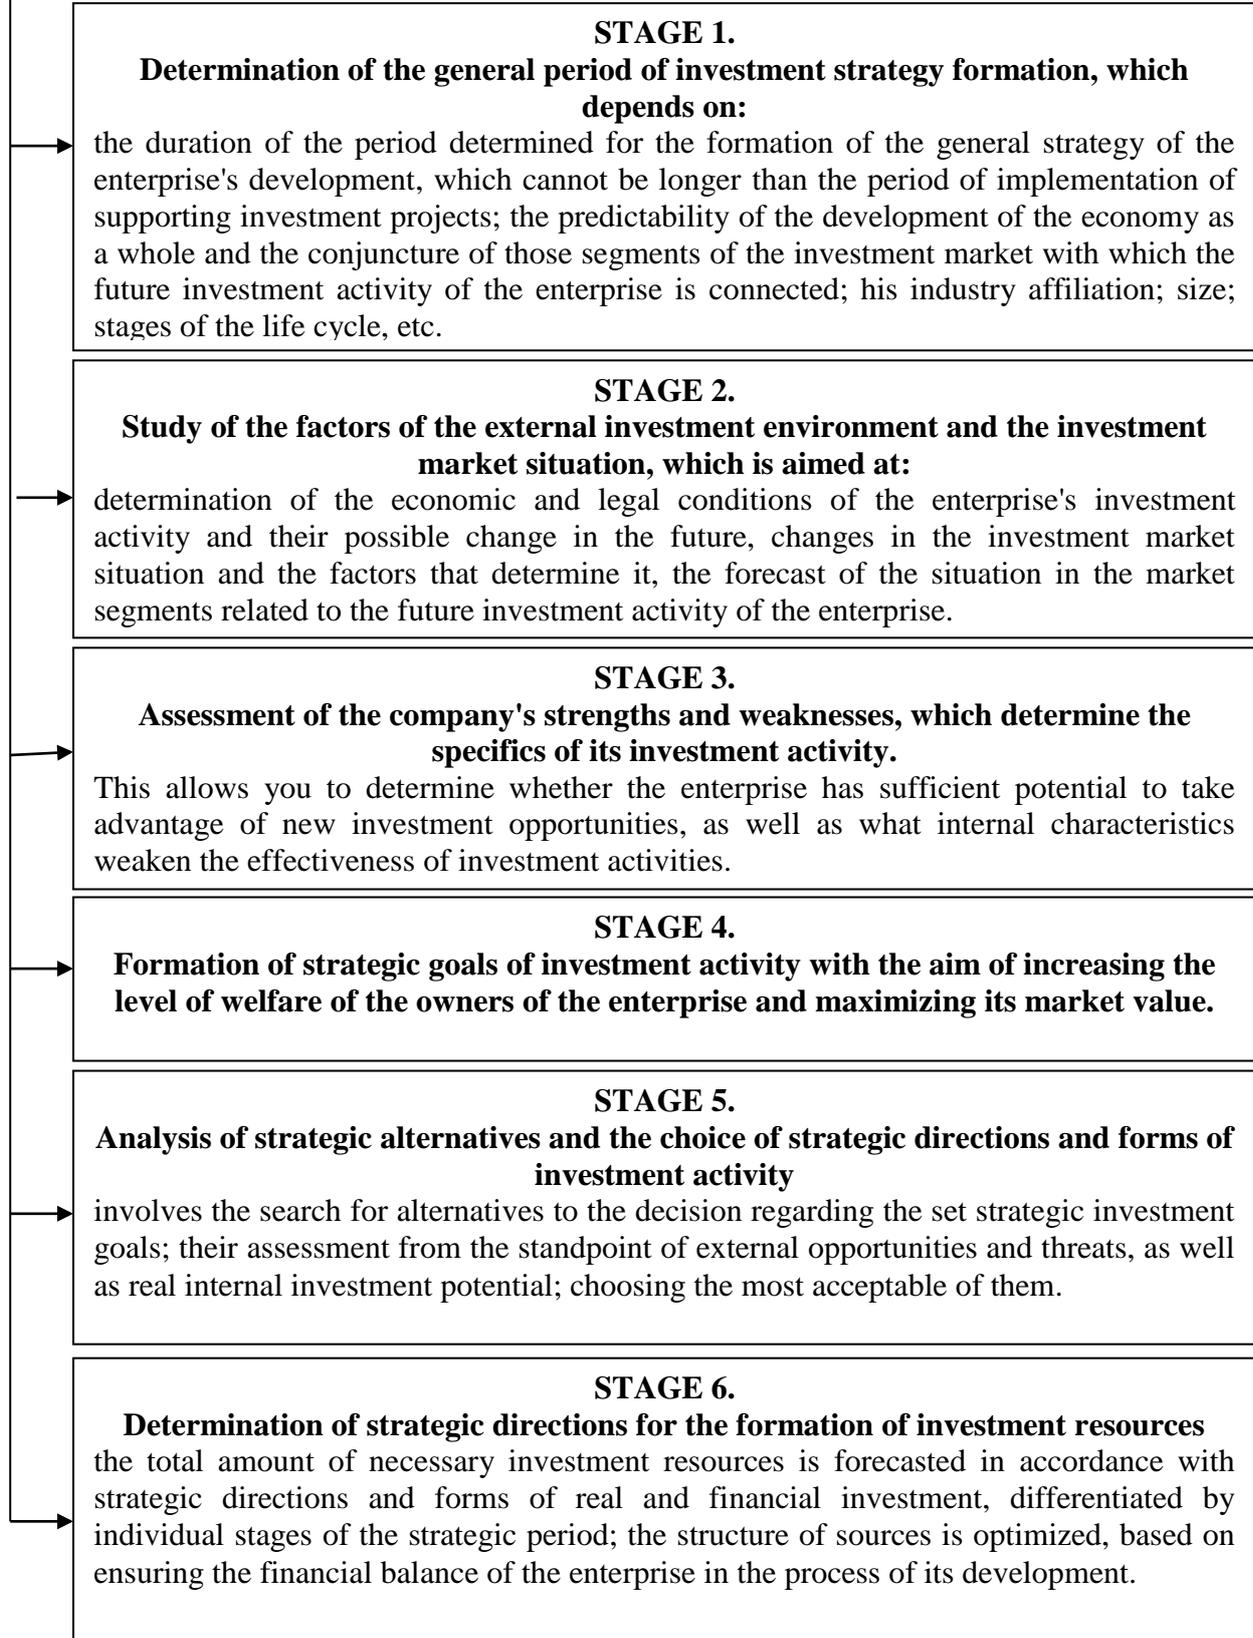 STAGE 1.
Determination of the general period of investment strategy formation, which
depends on:
the duration of the period determined for the formation of the general strategy of the
enterprise's development, which cannot be longer than the period of implementation of
supporting investment projects; the predictability of the development of the economy as
a whole and the conjuncture of those segments of the investment market with which the
future investment activity of the enterprise is connected; his industry affiliation; size;
stages of the life cycle, etc.
STAGE 2.
Study of the factors of the external investment environment and the investment
market situation, which is aimed at:
determination of the economic and legal conditions of the enterprise's investment
activity and their possible change in the future, changes in the investment market
situation and the factors that determine it, the forecast of the situation in the market
segments related to the future investment activity of the enterprise.
STAGE 3.
Assessment of the company's strengths and weaknesses, which determine the
specifics of its investment activity.
This allows you to determine whether the enterprise has sufficient potential to take
advantage of new investment opportunities, as well as what internal characteristics
weaken the effectiveness of investment activities.
STAGE 4.
Formation of strategic goals of investment activity with the aim of increasing the
level of welfare of the owners of the enterprise and maximizing its market value.
STAGE 5.
Analysis of strategic alternatives and the choice of strategic directions and forms of
investment activity
involves the search for alternatives to the decision regarding the set strategic investment
goals; their assessment from the standpoint of external opportunities and threats, as well
as real internal investment potential; choosing the most acceptable of them.
STAGE 6.
Determination of strategic directions for the formation of investment resources
the total amount of necessary investment resources is forecasted in accordance with
strategic directions and forms of real and financial investment, differentiated by
individual stages of the strategic period; the structure of sources is optimized, based on
ensuring the financial balance of the enterprise in the process of its development.